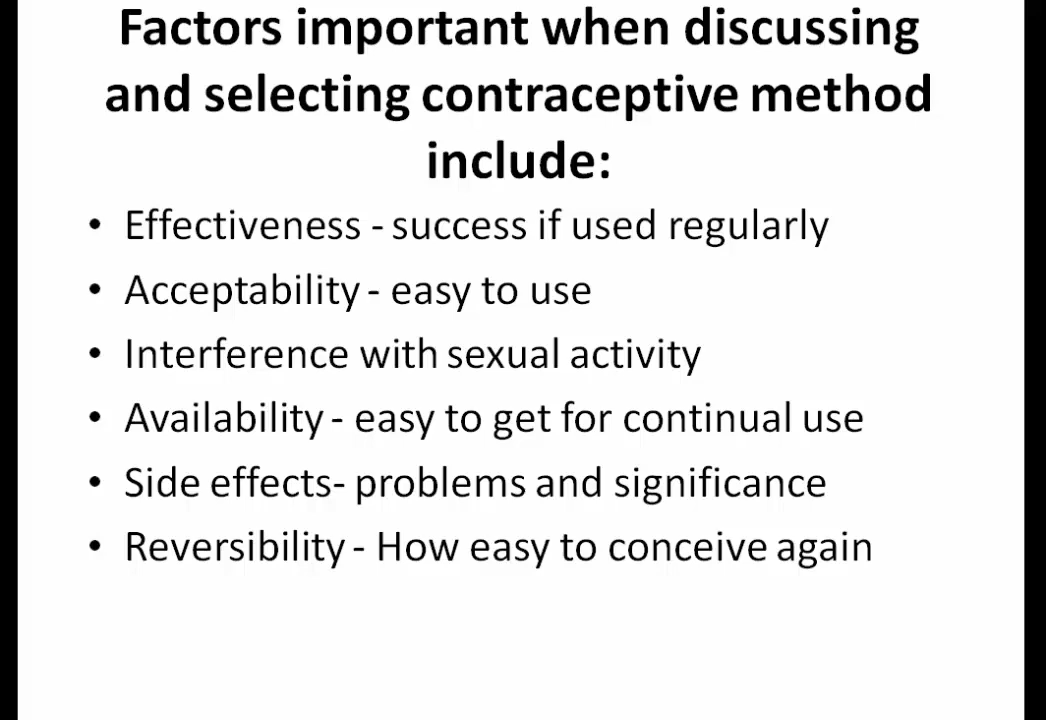 Factors important when discussing
and selecting contraceptive method
include:
• Effectiveness - success if used regularly
• Acceptability - easy to use
• Interference with sexual activity
• Availability - easy to get for continual use
• Side effects- problems and significance
• Reversibility - How easy to conceive again